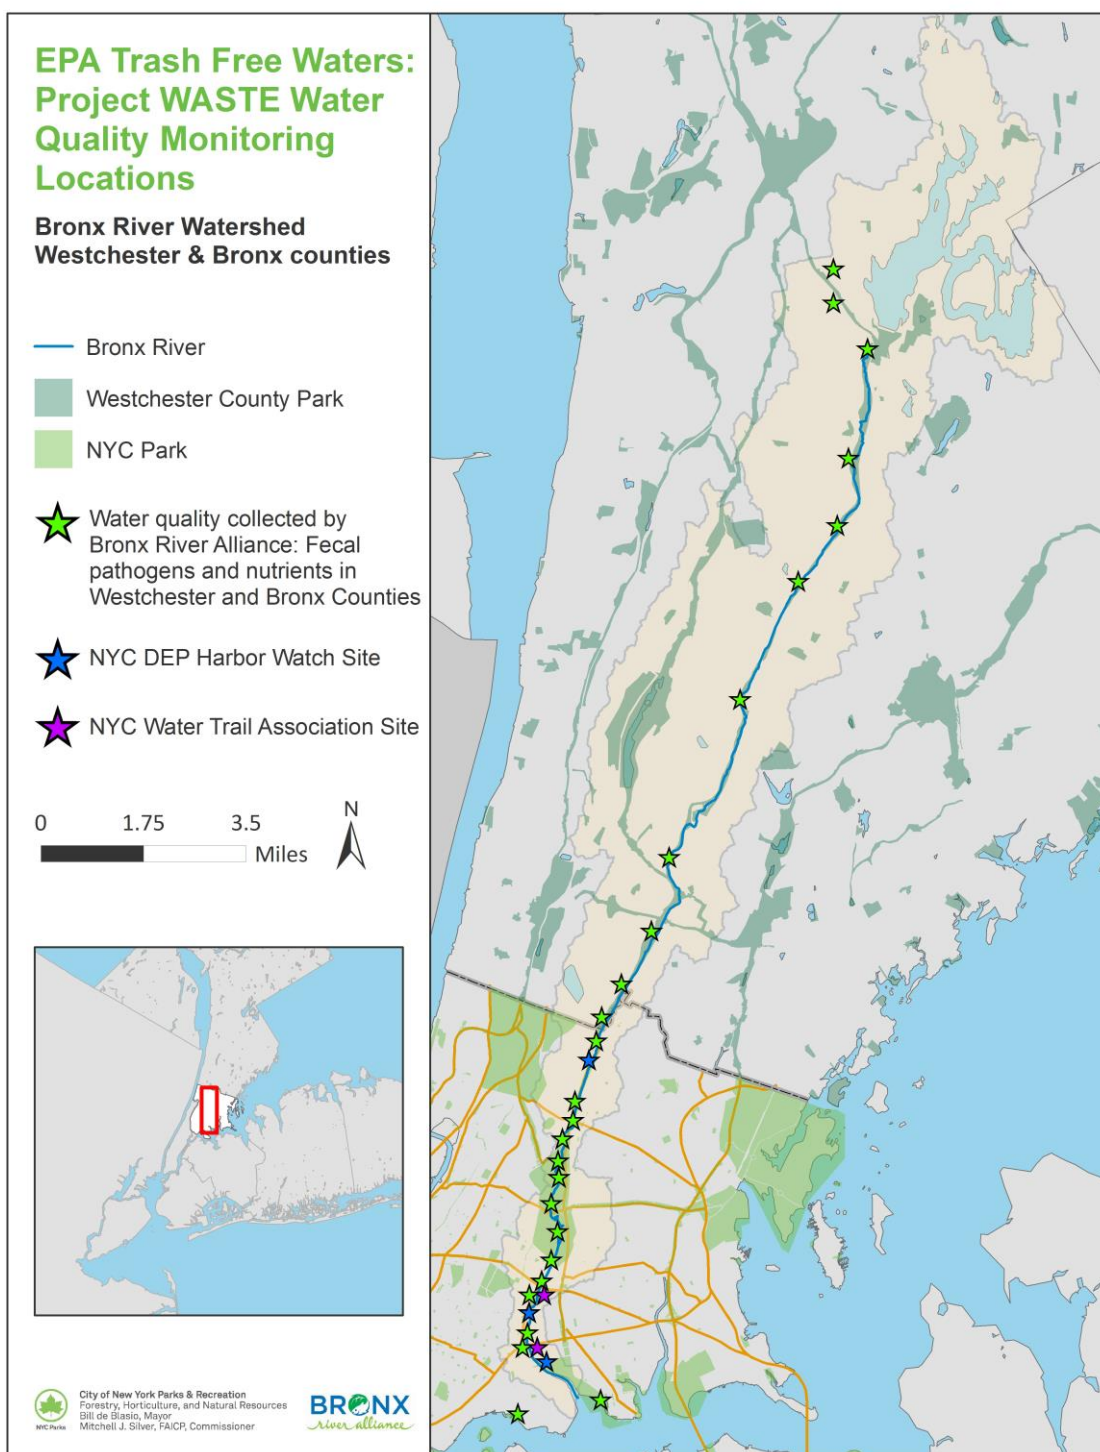 EPA Trash Free Waters:
Project WASTE Water
Quality Monitoring
Locations
Bronx River Watershed
Westchester & Bronx counties
Bronx River
Westchester County Park
NYC Park
Water quality collected by
Bronx River Alliance: Fecal
pathogens and nutrients in
Westchester and Bronx Counties
NYC DEP Harbor Watch Site
NYC Water Trail Association Site
N
0 1.75 3.5
Miles
NYC Parks
City of New York Parks & Recreation
Forestry, Horticulture, and Natural Resources
Bill de Blasio, Mayor
Mitchell J. Silver, FAICP, Commissioner
BRONX
river alliance